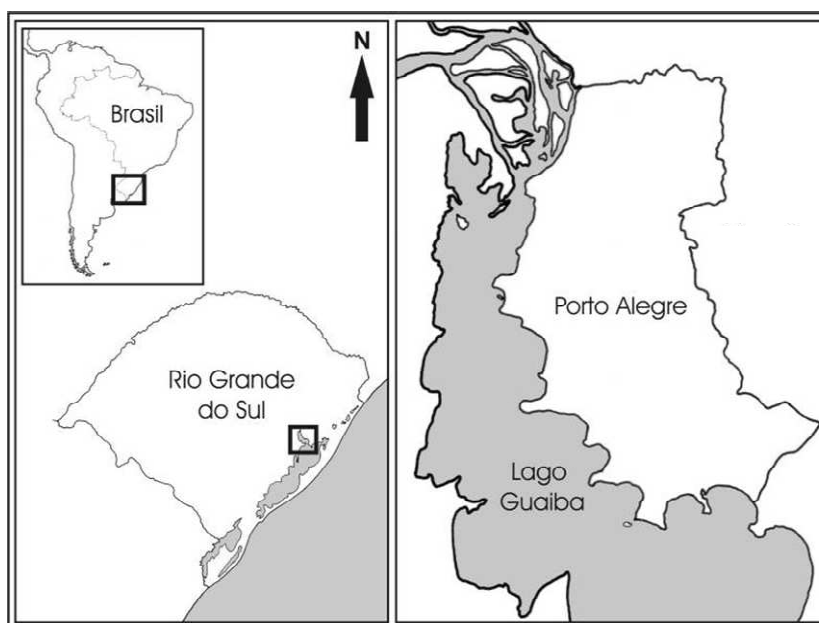 Brasil
N
Rio Grande
do Sul
Porto Alegre
Lago
Guaiba